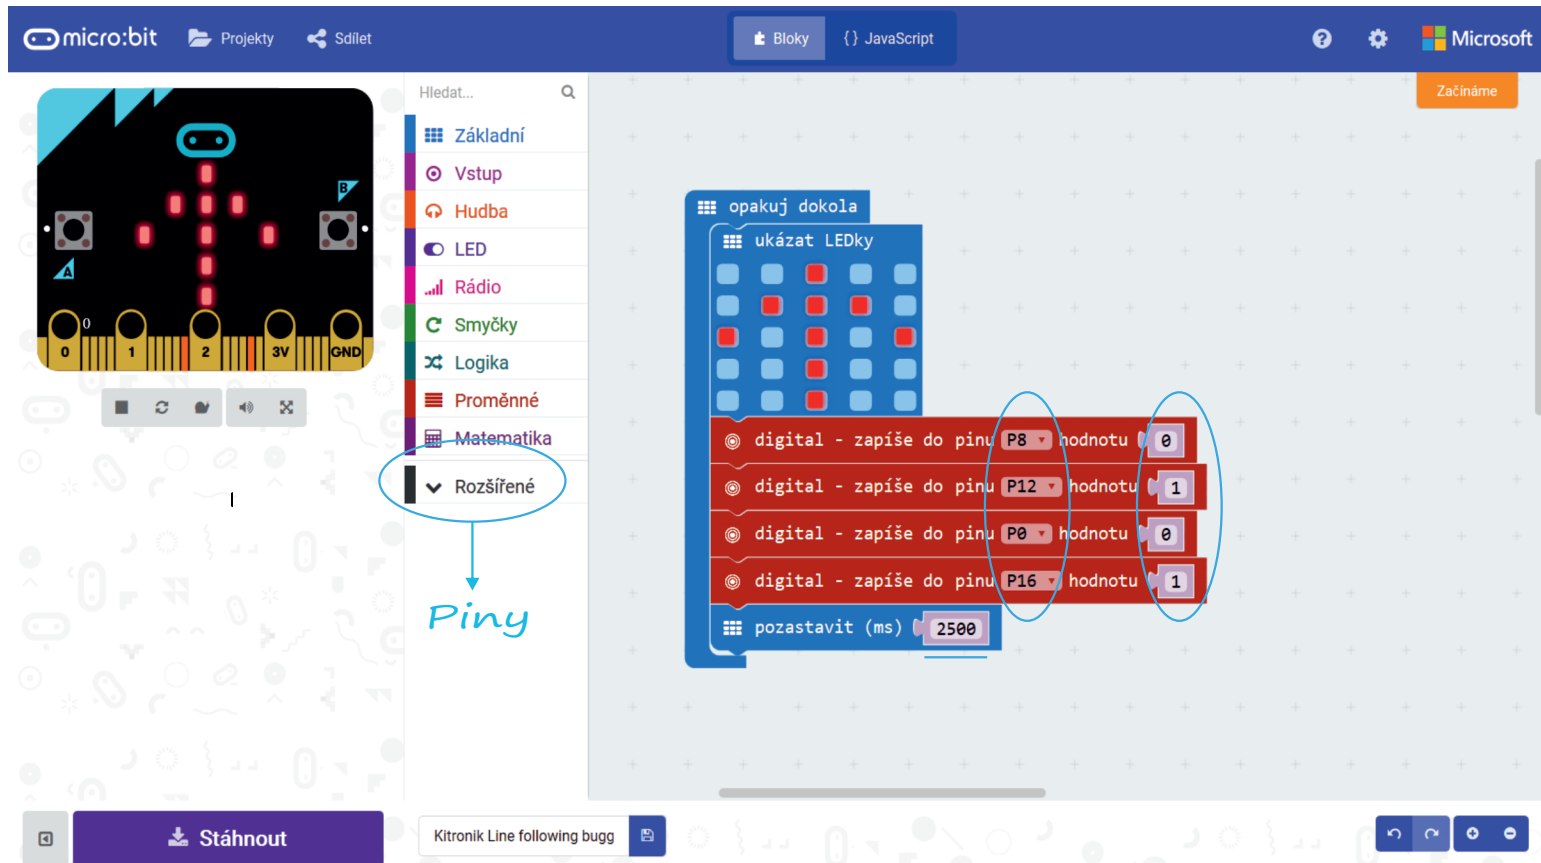 micro:bit Projekty Sdílet Bloky {} JavaScript ? Microsoft
Začínáme
Hledat...
Základní
Vstup
Hudba
LED
Rádio
Smyčky
Logika
Proměnné
Matematika
Rozšířené
Piny
B
A
0
0 1 2 3V GND
opakuj dokola
ukázat LEDky
digital - zapíše do pinu P8 hodnotu 0
digital - zapíše do pinu P12 hodnotu 1
digital - zapíše do pinu P0 hodnotu 0
digital - zapíše do pinu P16 hodnotu 1
pozastavit (ms) 2500
Stáhnout
Kitronik Line following bugg